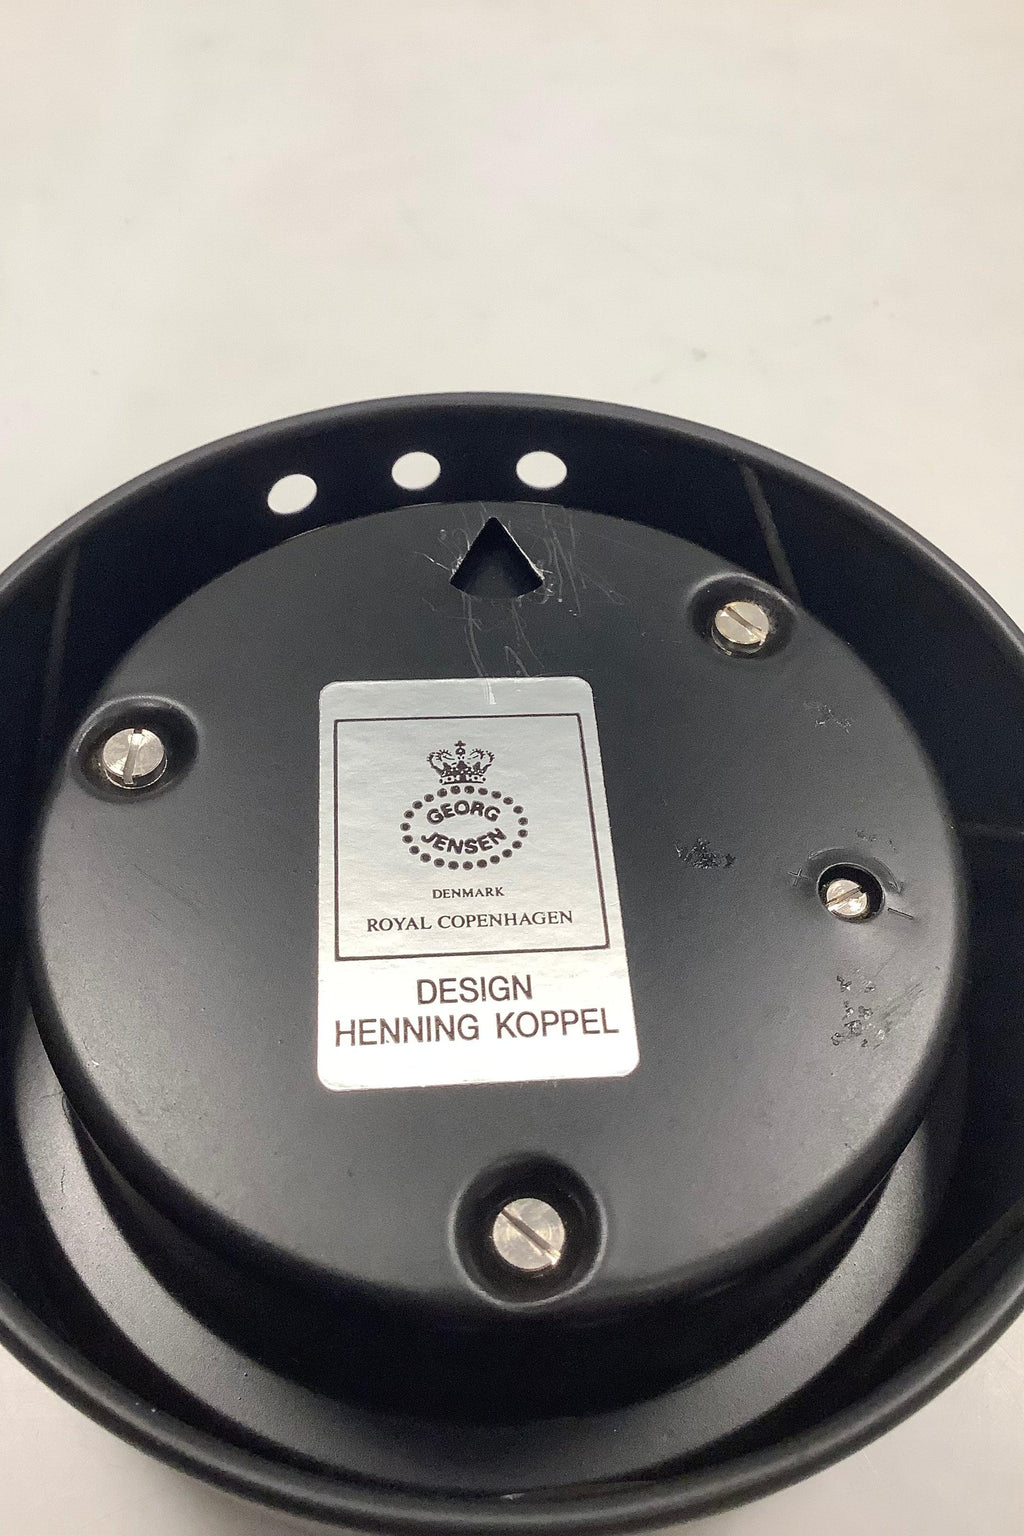 GEORG
JENSEN
DENMARK
ROYAL COPENHAGEN
DESIGN
HENNING KOPPEL
+ -